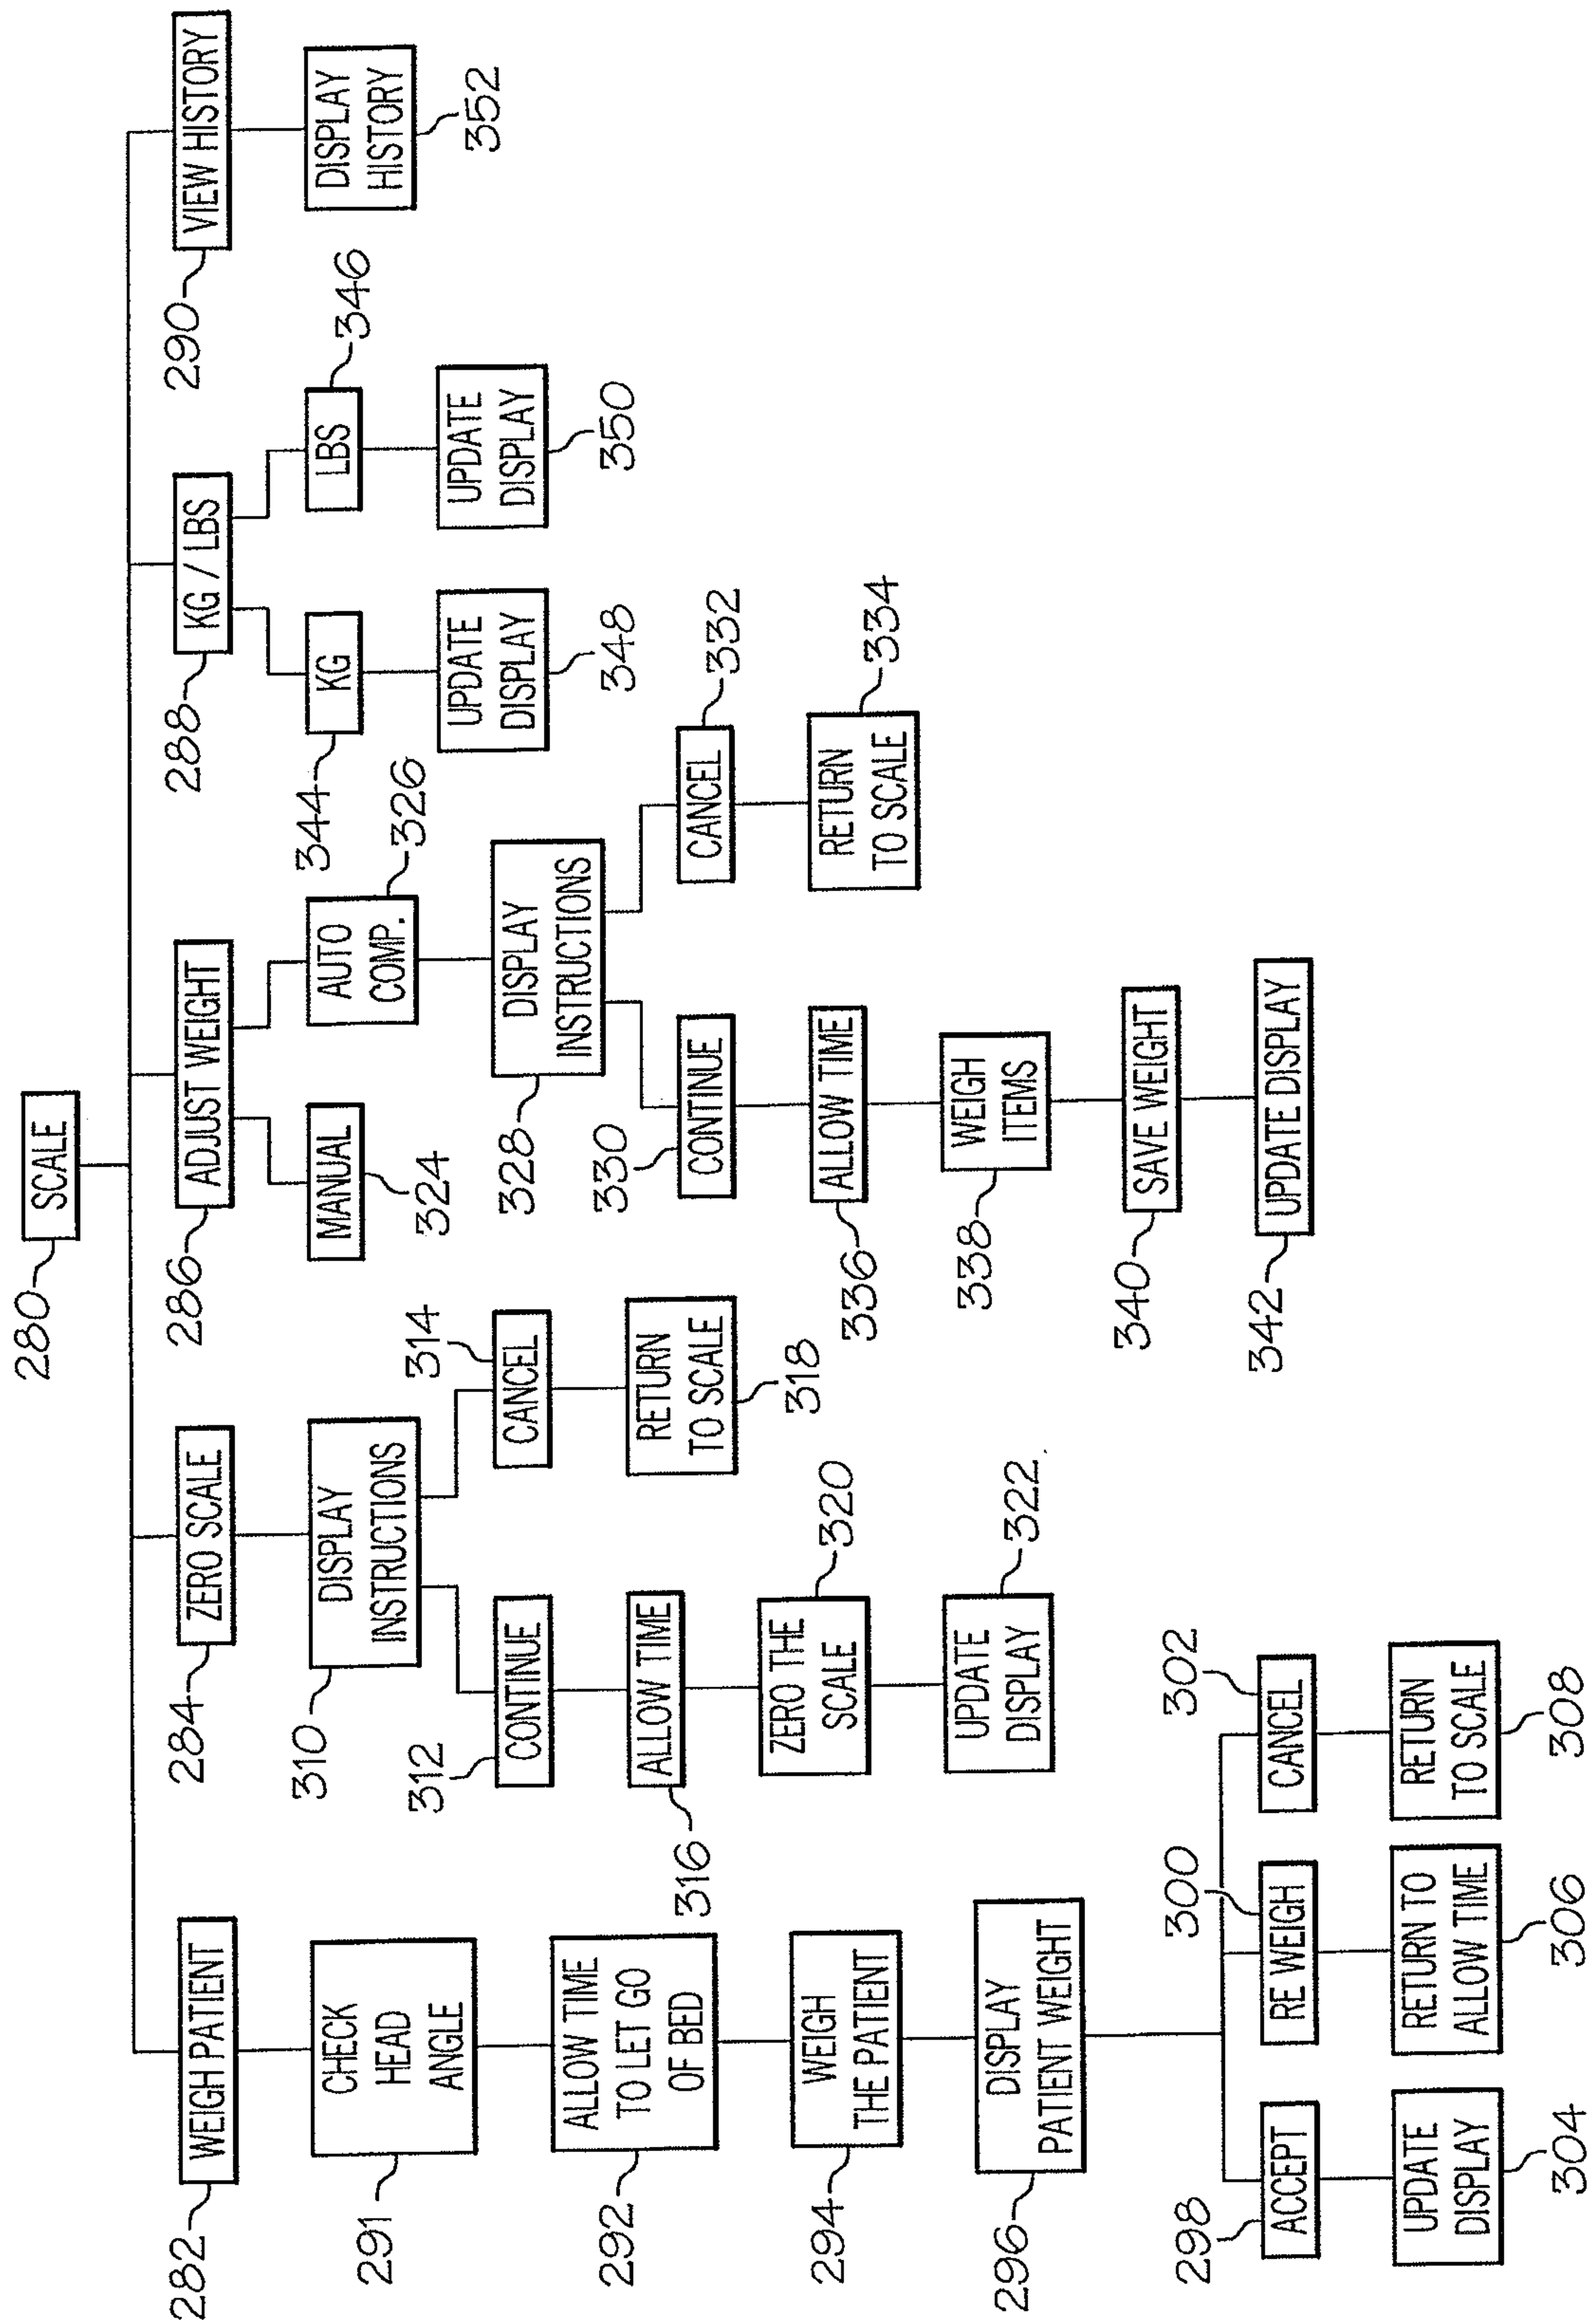 280
SCALE
282
WEIGH PATIENT
284
ZERO SCALE
286
ADJUST WEIGHT
288
KG / LBS
290
VIEW HISTORY
291
CHECK
HEAD
ANGLE
292
ALLOW TIME
TO LET GO
OF BED
294
WEIGH
THE PATIENT
296
DISPLAY
PATIENT WEIGHT
298
ACCEPT
300
RE WEIGH
302
CANCEL
UPDATE
DISPLAY
304
RETURN TO
ALLOW TIME
306
RETURN
TO SCALE
308
310
DISPLAY
INSTRUCTIONS
312
CONTINUE
314
CANCEL
316
ALLOW TIME
RETURN
TO SCALE
318
ZERO THE
SCALE
320
UPDATE
DISPLAY
322
MANUAL
324
AUTO
COMP.
326
328
DISPLAY
INSTRUCTIONS
330
CONTINUE
CANCEL
332
336
ALLOW TIME
RETURN
TO SCALE
334
338
WEIGH
ITEMS
340
SAVE WEIGHT
342
UPDATE DISPLAY
344
KG
LBS
346
UPDATE
DISPLAY
348
UPDATE
DISPLAY
350
DISPLAY
HISTORY
352